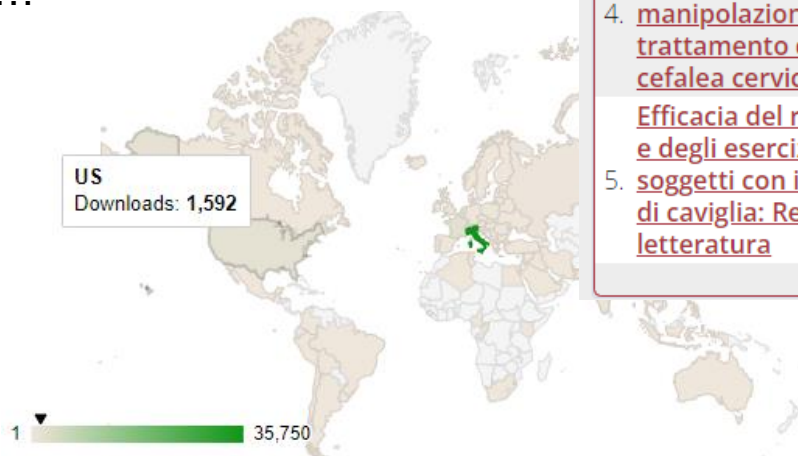 ...
US
Downloads: 1,592
1
35,750
4. manipolazion
trattamento
cefalea cervic
Efficacia del
e degli eserci
5. soggetti con
di caviglia: Re
letteratura